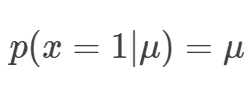 p(x = 1|μ) = μ